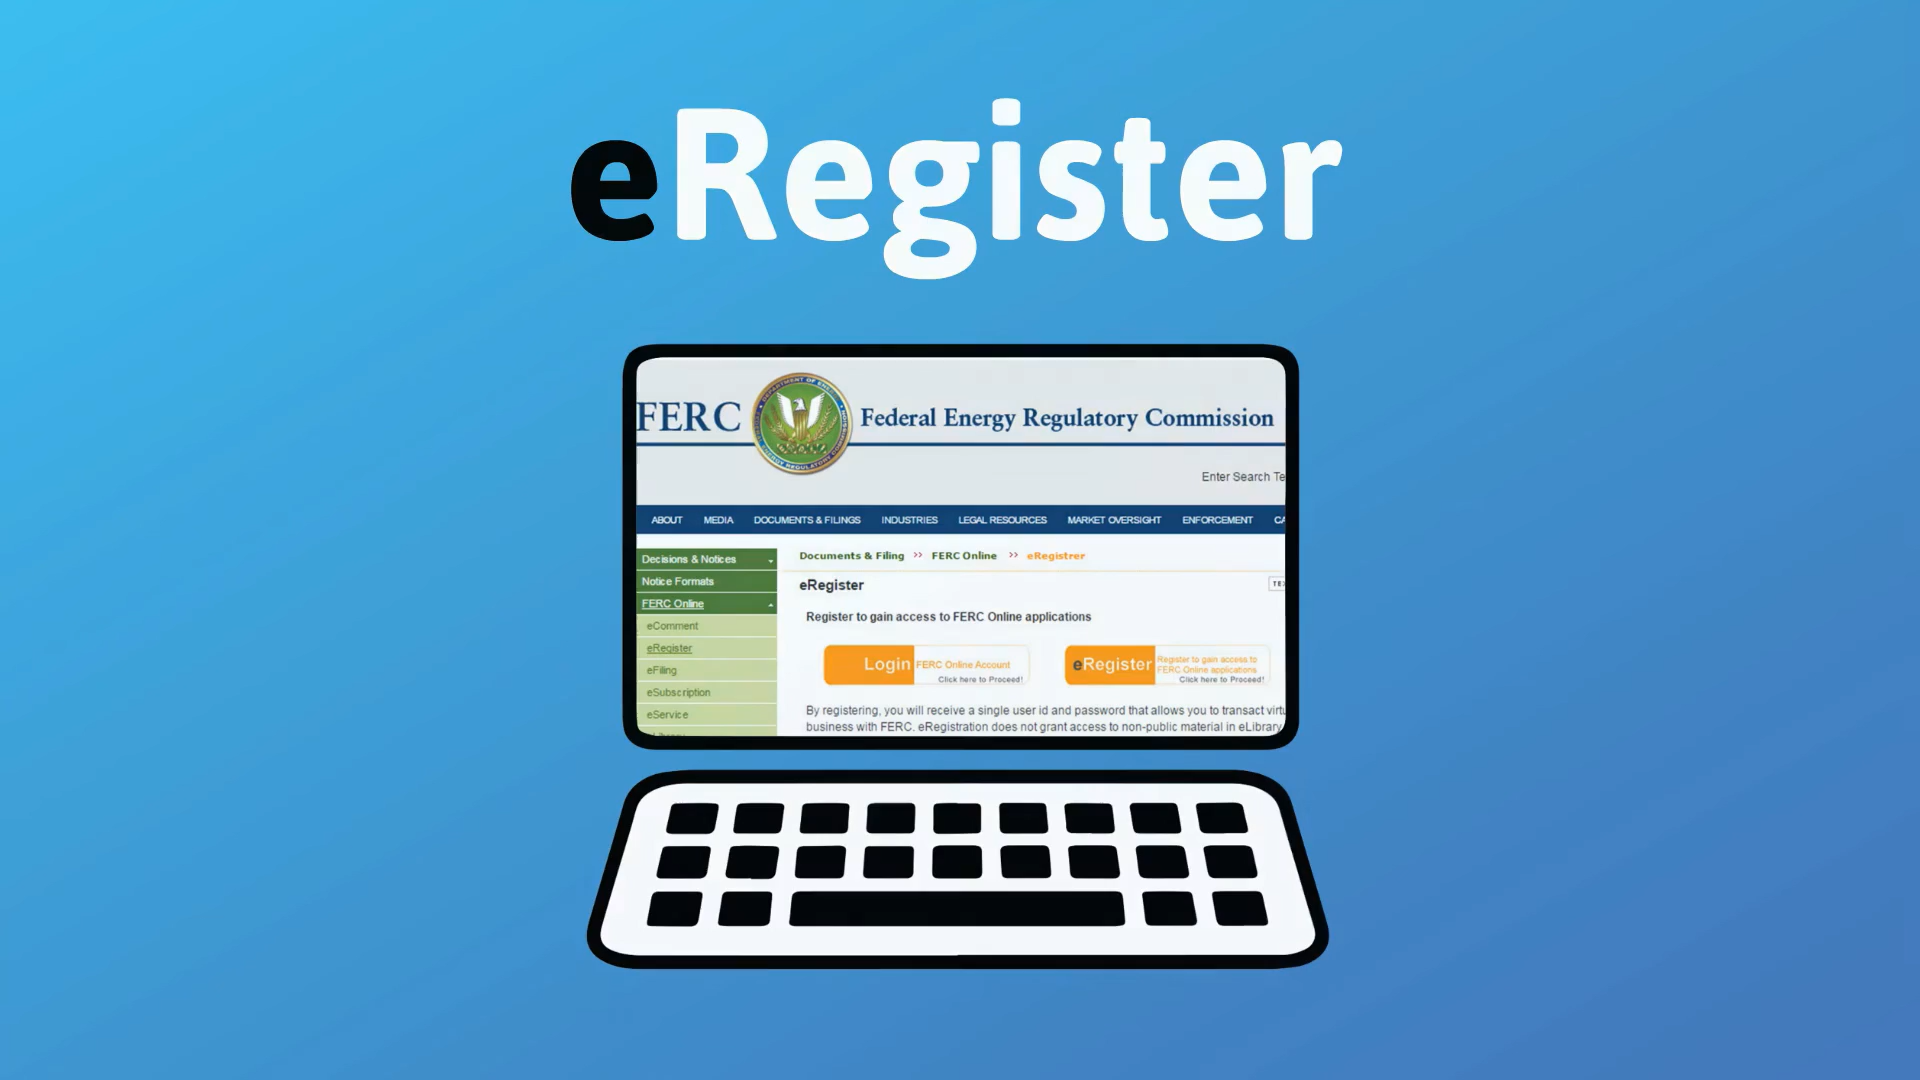 eRegister
FERC Federal Energy Regulatory Commission
Enter Search Te
ABOUT MEDIA DOCUMENTS & FILINGS INDUSTRIES LEGAL RESOURCES MARKET OVERSIGHT ENFORCEMENT CA
Decisions & Notices
Notice Formats
FERC Online
eComment
eRegister
eFiling
eSubscription
eService
Documents & Filing >> FERC Online >> eRegistrer
eRegister
Register to gain access to FERC Online applications
Login FERC Online Account
Click here to Proceed!
eRegister Register to gain access to
FERC Online applications
Click here to Proceed!
By registering, you will receive a single user id and password that allows you to transact virtu
business with FERC. eRegistration does not grant access to non-public material in eLibrary